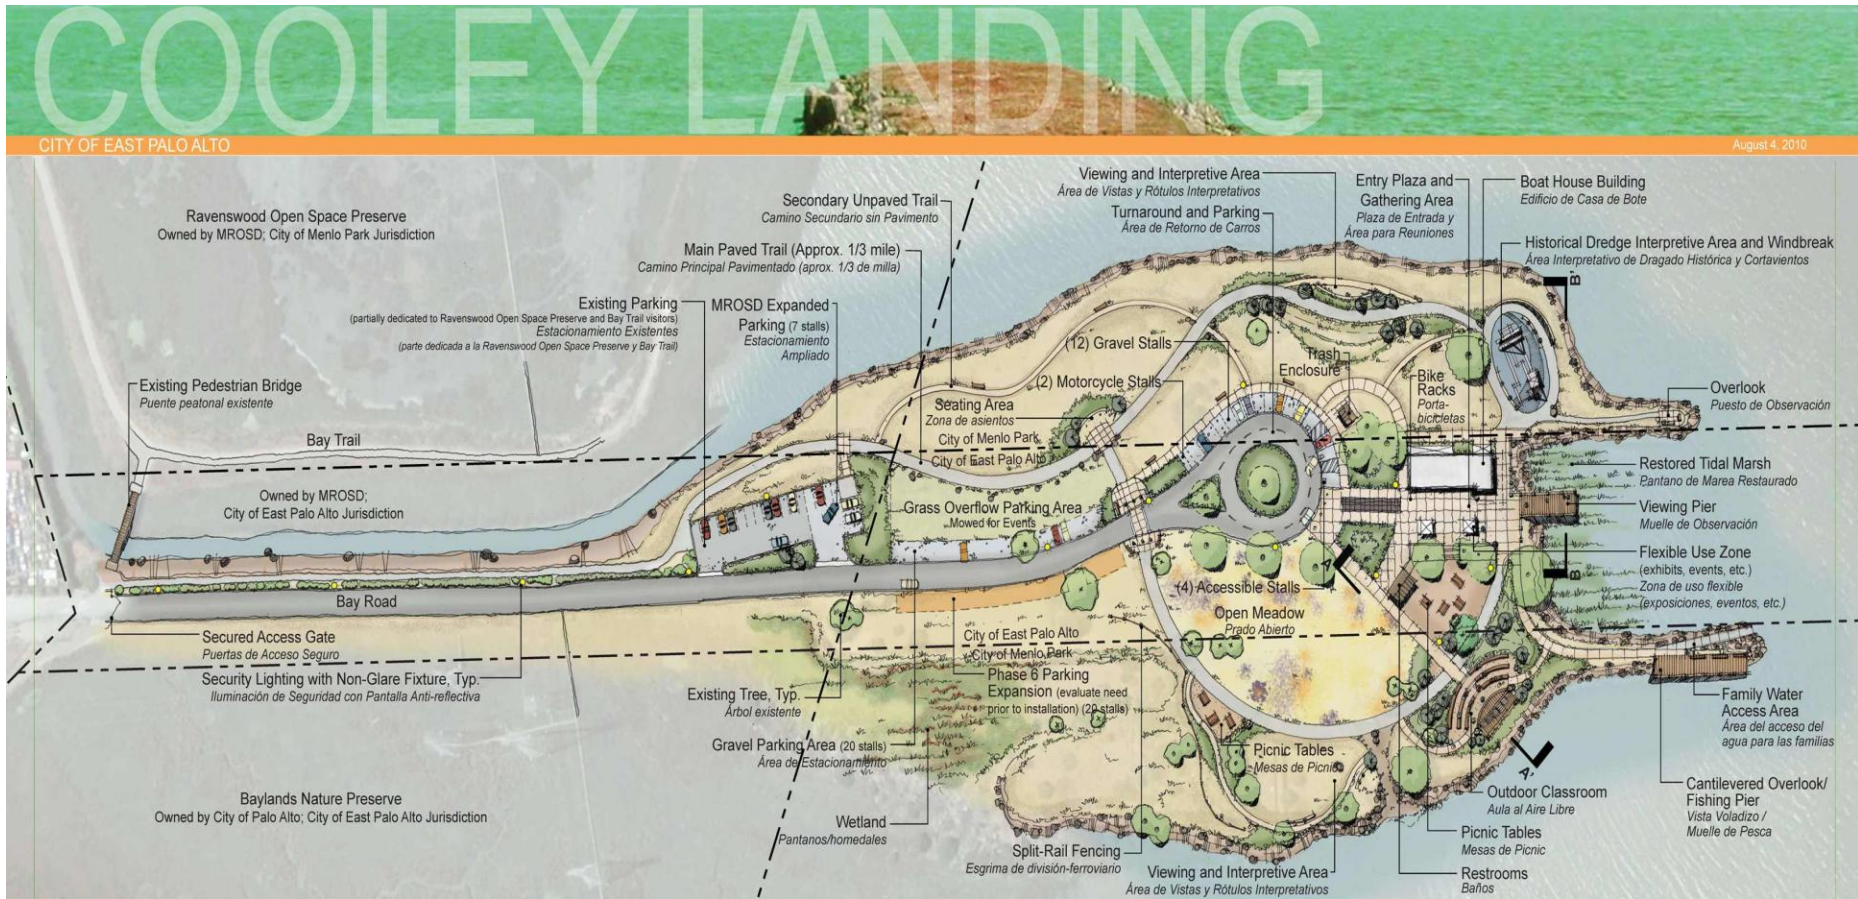 COOLEY LANDING
CITY OF EAST PALO ALTO
August 4, 2010
Ravenswood Open Space Preserve
Owned by MROSD; City of Menlo Park Jurisdiction
Secondary Unpaved Trail
Camino Secundario sin Pavimento
Main Paved Trail (Approx. 1/3 mile)
Camino Principal Pavimentado (aprox. 1/3 de milla)
Existing Parking
(partially dedicated to Ravenswood Open Space Preserve and Bay Trail visitors)
Estacionamiento Existentes
(parte dedicada a la Ravenswood Open Space Preserve y Bay Trail)
MROSD Expanded
Parking (7 stalls)
Estacionamiento
Ampliado
Viewing and Interpretive Area
Área de Vistas y Rótulos Interpretativos
Turnaround and Parking
Área de Retorno de Carros
Entry Plaza and
Gathering Area
Plaza de Entrada y
Área para Reuniones
Boat House Building
Edificio de Casa de Bote
Historical Dredge Interpretive Area and Windbreak
Área Interpretativo de Dragado Histórica y Cortavientos
B'
Existing Pedestrian Bridge
Puente peatonal existente
Bay Trail
Owned by MROSD;
City of East Palo Alto Jurisdiction
(12) Gravel Stalls
(2) Motorcycle Stalls
Trash
Enclosure
Bike
Racks
Porta-
bicicletas
Seating Area
Zona de asientos
City of Menlo Park
City of East Palo Alto
Overlook
Puesto de Observación
Restored Tidal Marsh
Pantano de Marea Restaurado
Viewing Pier
Muelle de Observación
Flexible Use Zone
(exhibits, events, etc.)
Zona de uso flexible
(exposiciones, eventos, etc.)
Grass Overflow Parking Area
Mowed for Events
A
B
(4) Accessible Stalls
Open Meadow
Prado Abierto
Bay Road
Secured Access Gate
Puertas de Acceso Seguro
Security Lighting with Non-Glare Fixture, Typ.
Iluminación de Seguridad con Pantalla Anti-reflectiva
City of East Palo Alto
City of Menlo Park
Phase 6 Parking
Expansion (evaluate need
prior to installation) (20 stalls)
Existing Tree, Typ.
Árbol existente
Gravel Parking Area (20 stalls)
Área de Estacionamiento
Family Water
Access Area
Área del acceso del
agua para las familias
Picnic Tables
Mesas de Picnic
A'
Outdoor Classroom
Aula al Aire Libre
Cantilevered Overlook/
Fishing Pier
Vista Voladizo /
Muelle de Pesca
Baylands Nature Preserve
Owned by City of Palo Alto; City of East Palo Alto Jurisdiction
Wetland
Pantanos/homedales
Split-Rail Fencing
Esgrima de división-ferroviario
Viewing and Interpretive Area
Área de Vistas y Rótulos Interpretativos
Picnic Tables
Mesas de Picnic
Restrooms
Baños